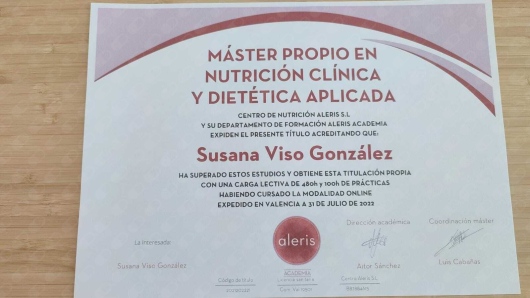 MÁSTER PROPIO EN
NUTRICIÓN CLÍNICA
Y DIETÉTICA APLICADA
CENTRO DE NUTRICIÓN ALERIS S.L
Y SU DEPARTAMENTO DE FORMACIÓN ALERIS ACADEMIA
EXPIDEN EL PRESENTE TÍTULO ACREDITANDO QUE:
Susana Viso González
HA SUPERADO ESTOS ESTUDIOS Y OBTIENE ESTA TITULACIÓN PROPIA
CON UNA CARGA LECTIVA DE 480h y 100h DE PRÁCTICAS
HABIENDO CURSADO LA MODALIDAD ONLINE
EXPEDIDO EN VALENCIA A 31 DE JULIO DE 2022
La interesada
Susana Viso González
aleris
ACADEMIA
Dirección académica
Aitor Sánchez
Coordinación máster
Luis Cabañas